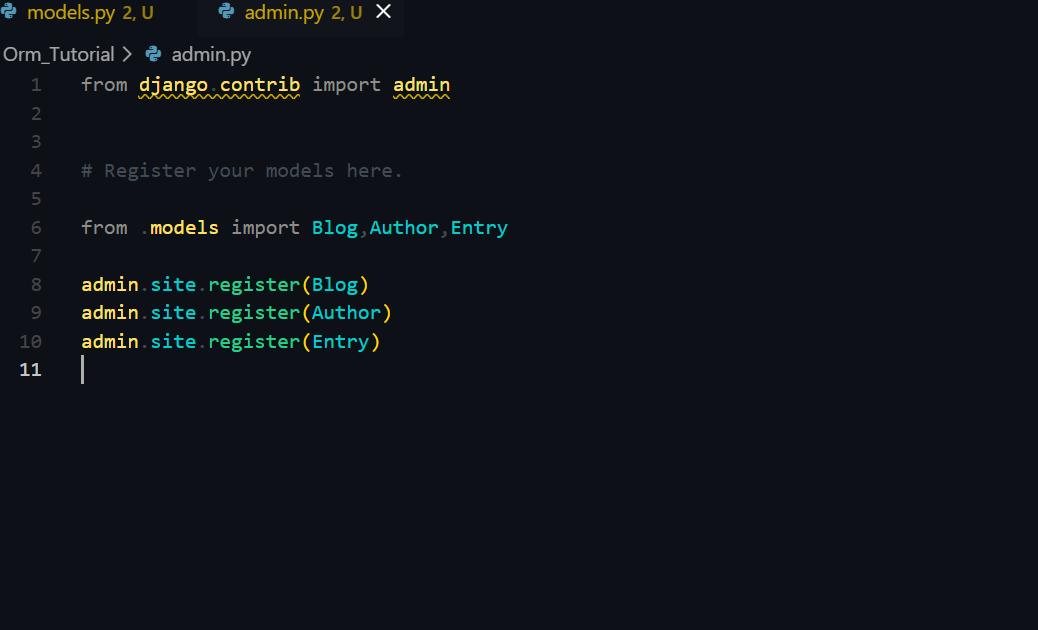 models.py 2, U admin.py 2, U
Orm_Tutorial > admin.py
1 from django.contrib import admin
2
3
4 # Register your models here.
5
6 from .models import Blog,Author,Entry
7
8 admin.site.register(Blog)
9 admin.site.register(Author)
10 admin.site.register(Entry)
11